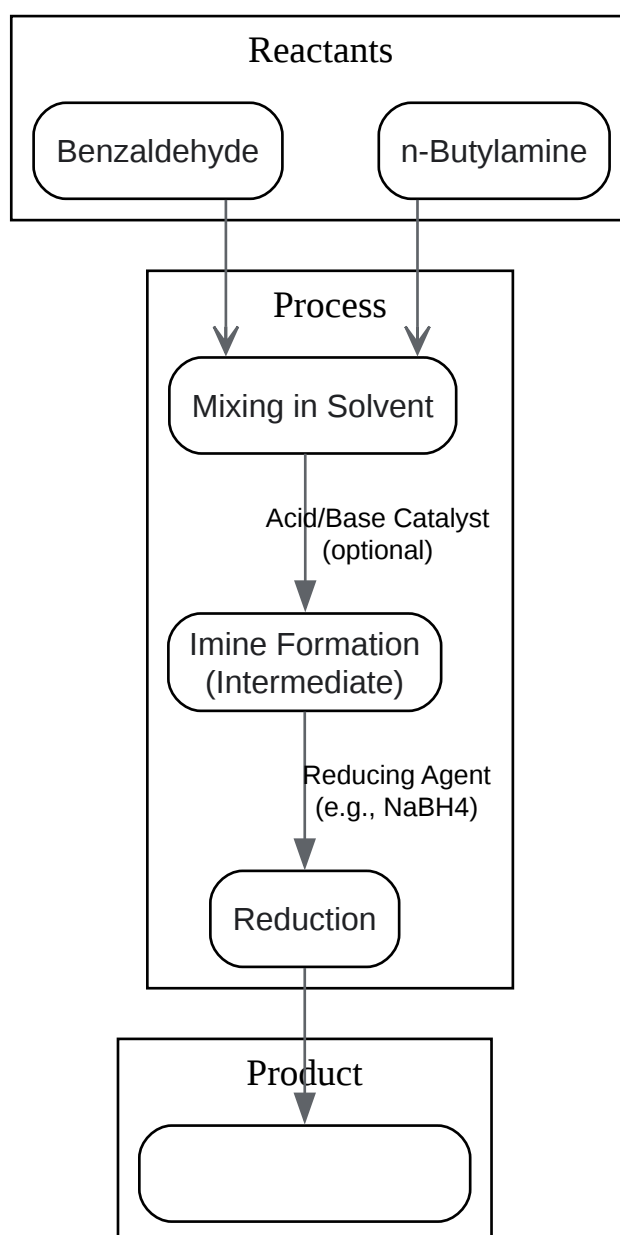 Reactants
Benzaldehyde
n-Butylamine
Process
Mixing in Solvent
Acid/Base Catalyst
(optional)
Imine Formation
(Intermediate)
Reducing Agent
(e.g., NaBH4)
Reduction
Product